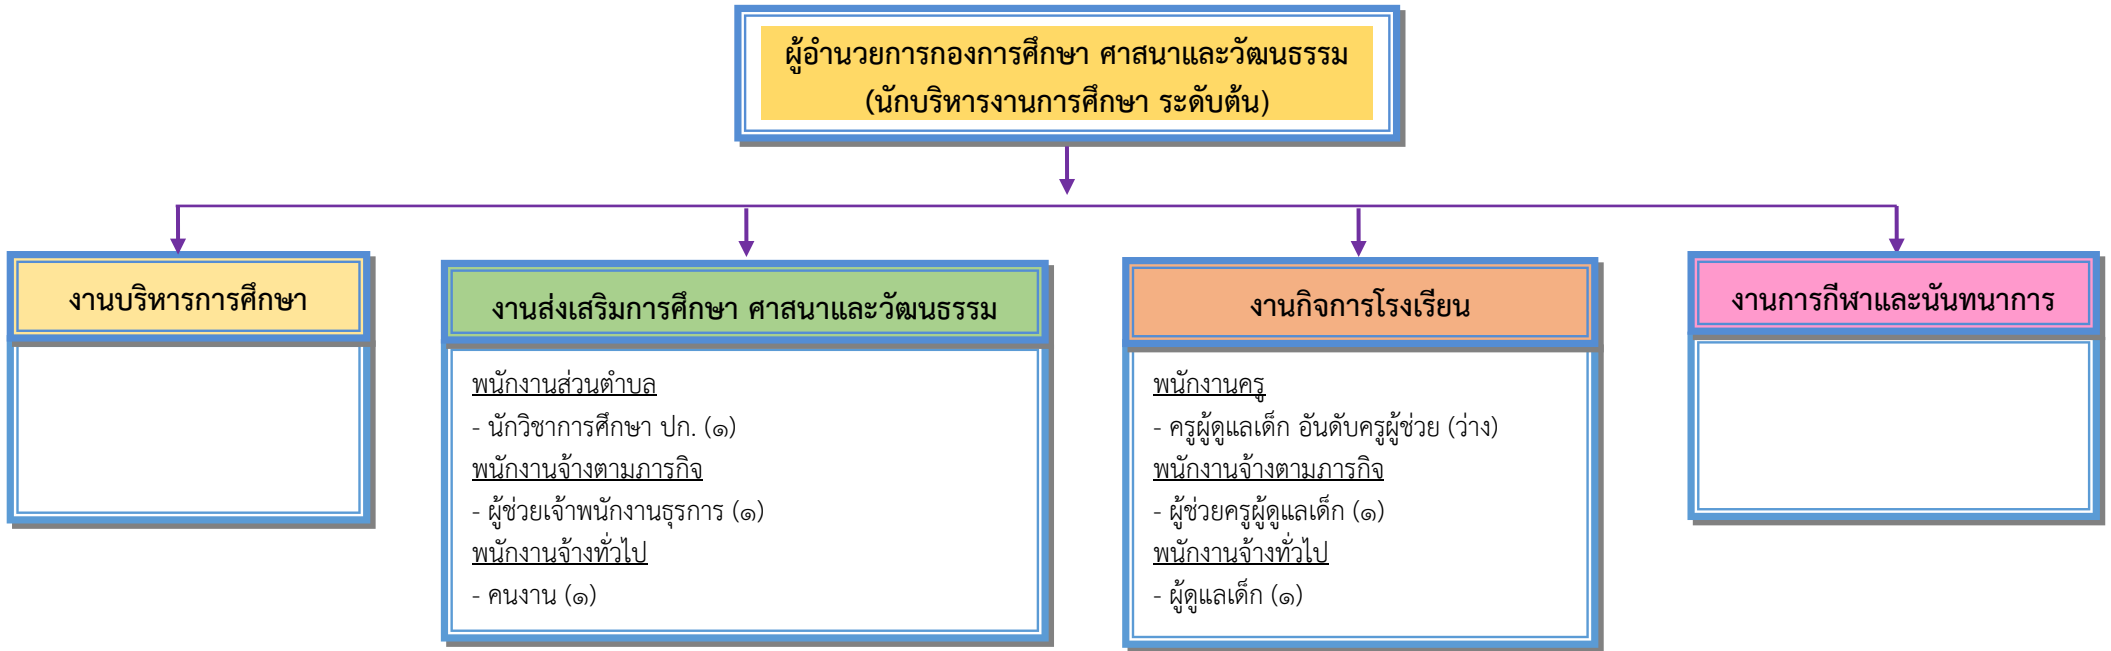 ผู้อำนวยการกองการศึกษา ศาสนาและวัฒนธรรม
(นักบริหารงานการศึกษา ระดับต้น)
งานบริหารการศึกษา
งานส่งเสริมการศึกษา ศาสนาและวัฒนธรรม
พนักงานส่วนตำบล
- นักวิชาการศึกษา ปก. (๑)
พนักงานจ้างตามภารกิจ
- ผู้ช่วยเจ้าพนักงานธุรการ (๑)
พนักงานจ้างทั่วไป
- คนงาน (๑)
งานกิจการโรงเรียน
พนักงานครู
- ครูผู้ดูแลเด็ก อันดับครูผู้ช่วย (ว่าง)
พนักงานจ้างตามภารกิจ
- ผู้ช่วยครูผู้ดูแลเด็ก (๑)
พนักงานจ้างทั่วไป
- ผู้ดูแลเด็ก (๑)
งานการกีฬาและนันทนาการ